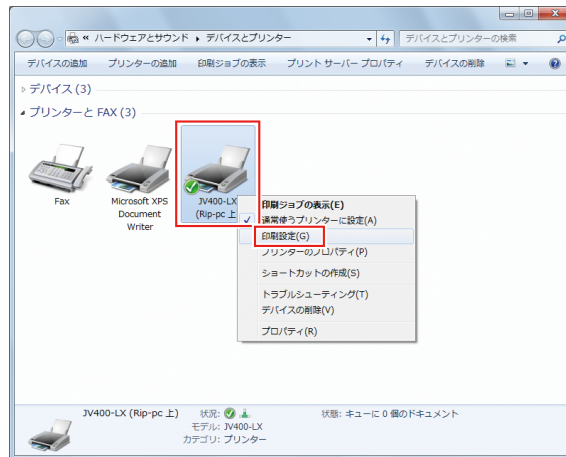 « ハードウェアとサウンド ▸ デバイスとプリンター デバイスとプリンターの検索
デバイスの追加 プリンターの追加 印刷ジョブの表示 プリント サーバー プロパティ デバイスの削除
デバイス (3)
プリンターと FAX (3)
Fax
Microsoft XPS
Document
Writer
JV400-LX
(Rip-pc 上
印刷ジョブの表示(E)
通常使うプリンターに設定(A)
印刷設定(G)
プリンターのプロパティ(P)
ショートカットの作成(S)
トラブルシューティング(T)
デバイスの削除(V)
プロパティ(R)
JV400-LX (Rip-pc 上) 状況: 状態: キューに 0 個のドキュメント
モデル: JV400-LX
カテゴリ: プリンター